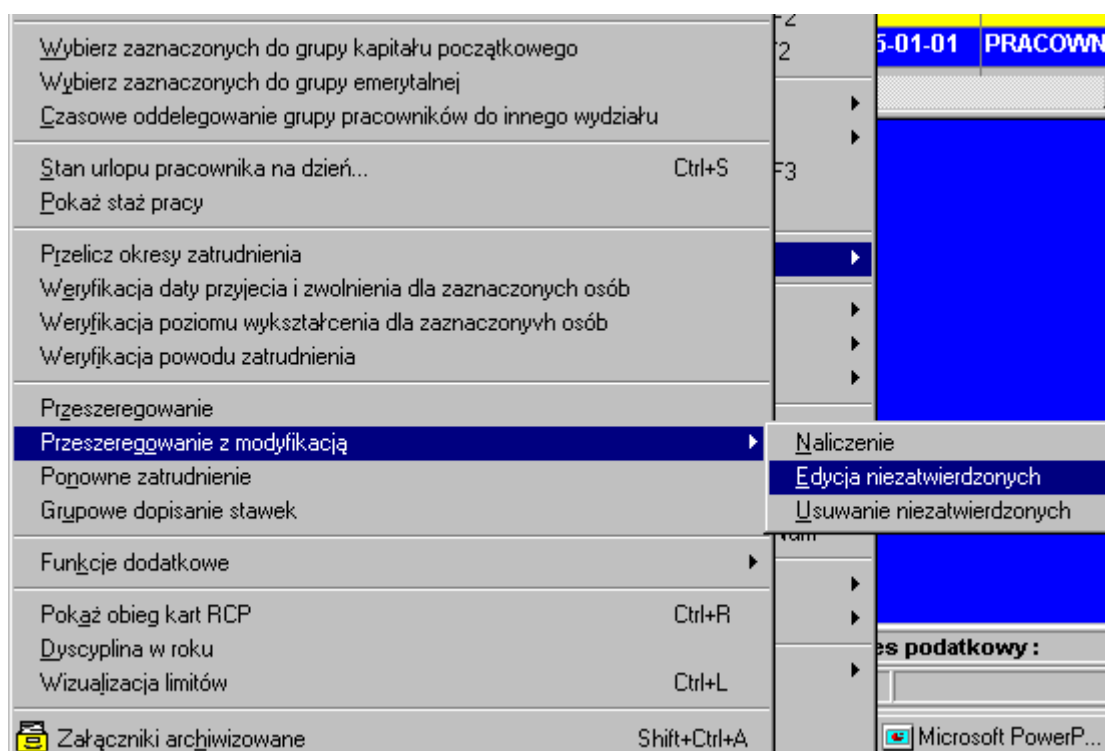 Wybierz zaznaczonych do grupy kapitału początkowego
Wybierz zaznaczonych do grupy emerytalnej
Czasowe oddelegowanie grupy pracowników do innego wydziału
Stan urlopu pracownika na dzień... Ctrl+S
Pokaż staż pracy
Przelicz okresy zatrudnienia
Weryfikacja daty przyjecia i zwolnienia dla zaznaczonych osób
Weryfikacja poziomu wykształcenia dla zaznaczonyvh osób
Weryfikacja powodu zatrudnienia
Przeszeregowanie
Przeszeregowanie z modyfikacją
Ponowne zatrudnienie
Grupowe dopisanie stawek
Funkcje dodatkowe
Pokaż obieg kart RCP Ctrl+R
Dyscyplina w roku
Wizualizacja limitów Ctrl+L
Załączniki archiwizowane Shift+Ctrl+A
F3
5-01-01 PRACOWN
Naliczenie
Edycja niezatwierdzonych
Usuwanie niezatwierdzonych
es podatkowy :
Microsoft PowerP...